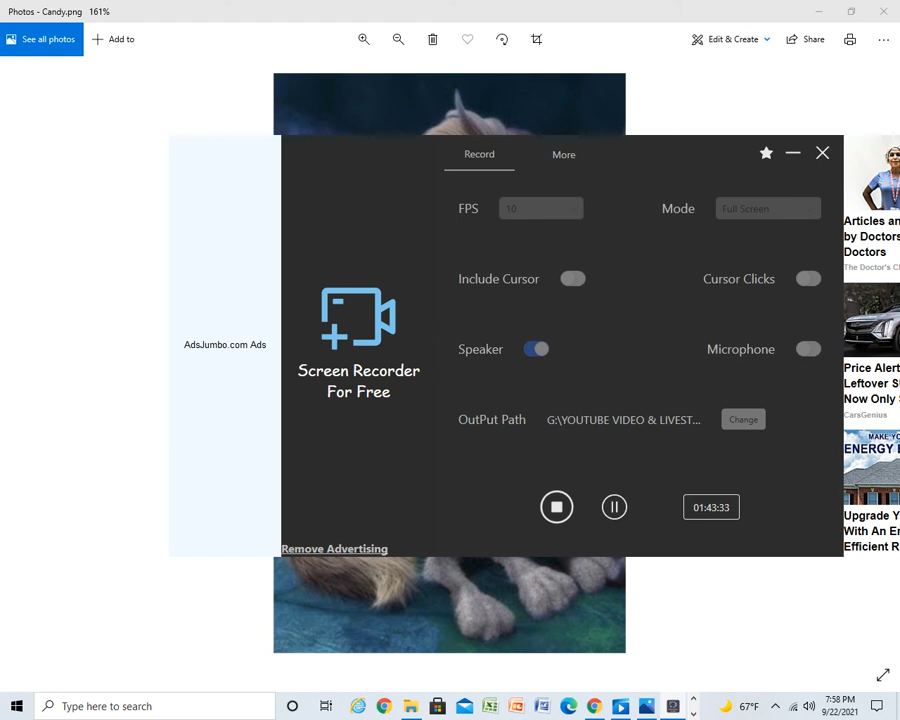 Photos - Candy.png 161%
See all photos
Add to
Edit & Create
Share
Record
More
FPS
10
Mode
Full Screen
Include Cursor
Cursor Clicks
AdsJumbo.com Ads
Screen Recorder
For Free
Speaker
Microphone
OutPut Path
G:\YOUTUBE VIDEO & LIVEST...
Change
01:43:33
Remove Advertising
Articles an
by Doctors
Doctors
The Doctor's Cl
Price Alert
Leftover SU
Now Only
CarsGenius
MAKE YO
ENERGY E
Upgrade Y
With An En
Efficient R
Type here to search
67°F
7:58 PM
9/22/2021